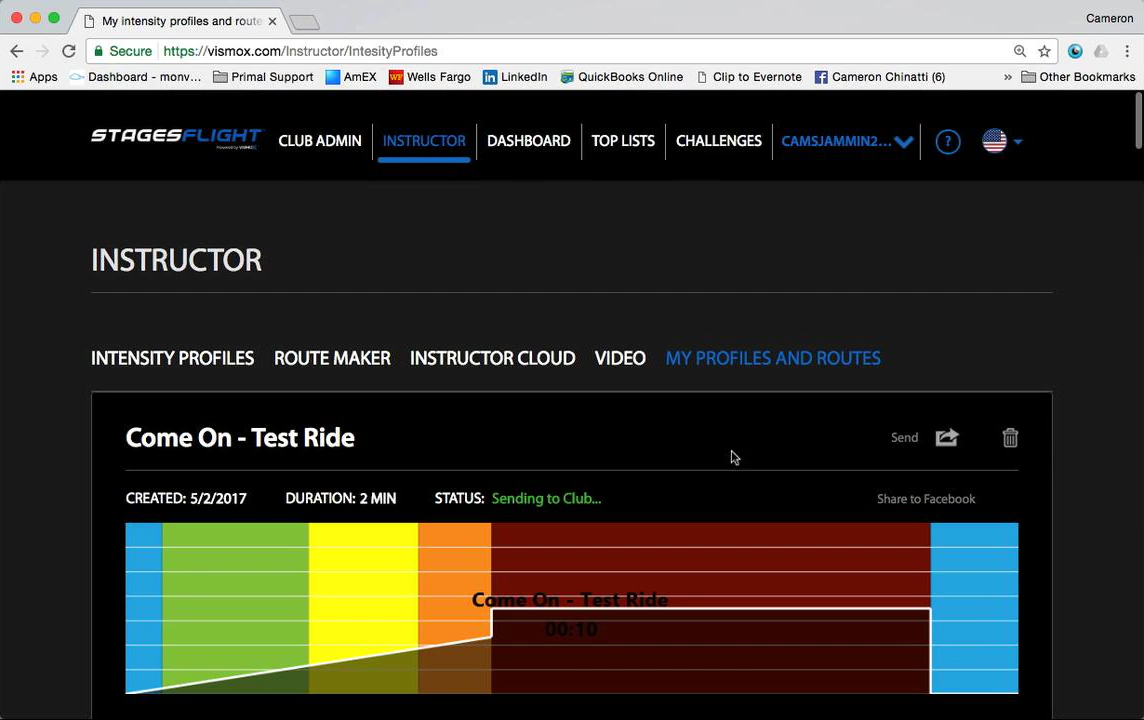 My intensity profiles and route
Cameron
Secure https://vismox.com/Instructor/IntesityProfiles
Apps Dashboard - monv... Primal Support AmEX WF Wells Fargo in LinkedIn QuickBooks Online Clip to Evernote Cameron Chinatti (6) » Other Bookmarks
STAGESFLIGHT CLUB ADMIN INSTRUCTOR DASHBOARD TOP LISTS CHALLENGES CAMSJAMMIN2... ?
INSTRUCTOR
INTENSITY PROFILES ROUTE MAKER INSTRUCTOR CLOUD VIDEO MY PROFILES AND ROUTES
Come On - Test Ride Send
CREATED: 5/2/2017 DURATION: 2 MIN STATUS: Sending to Club... Share to Facebook
Come On - Test Ride
00:10